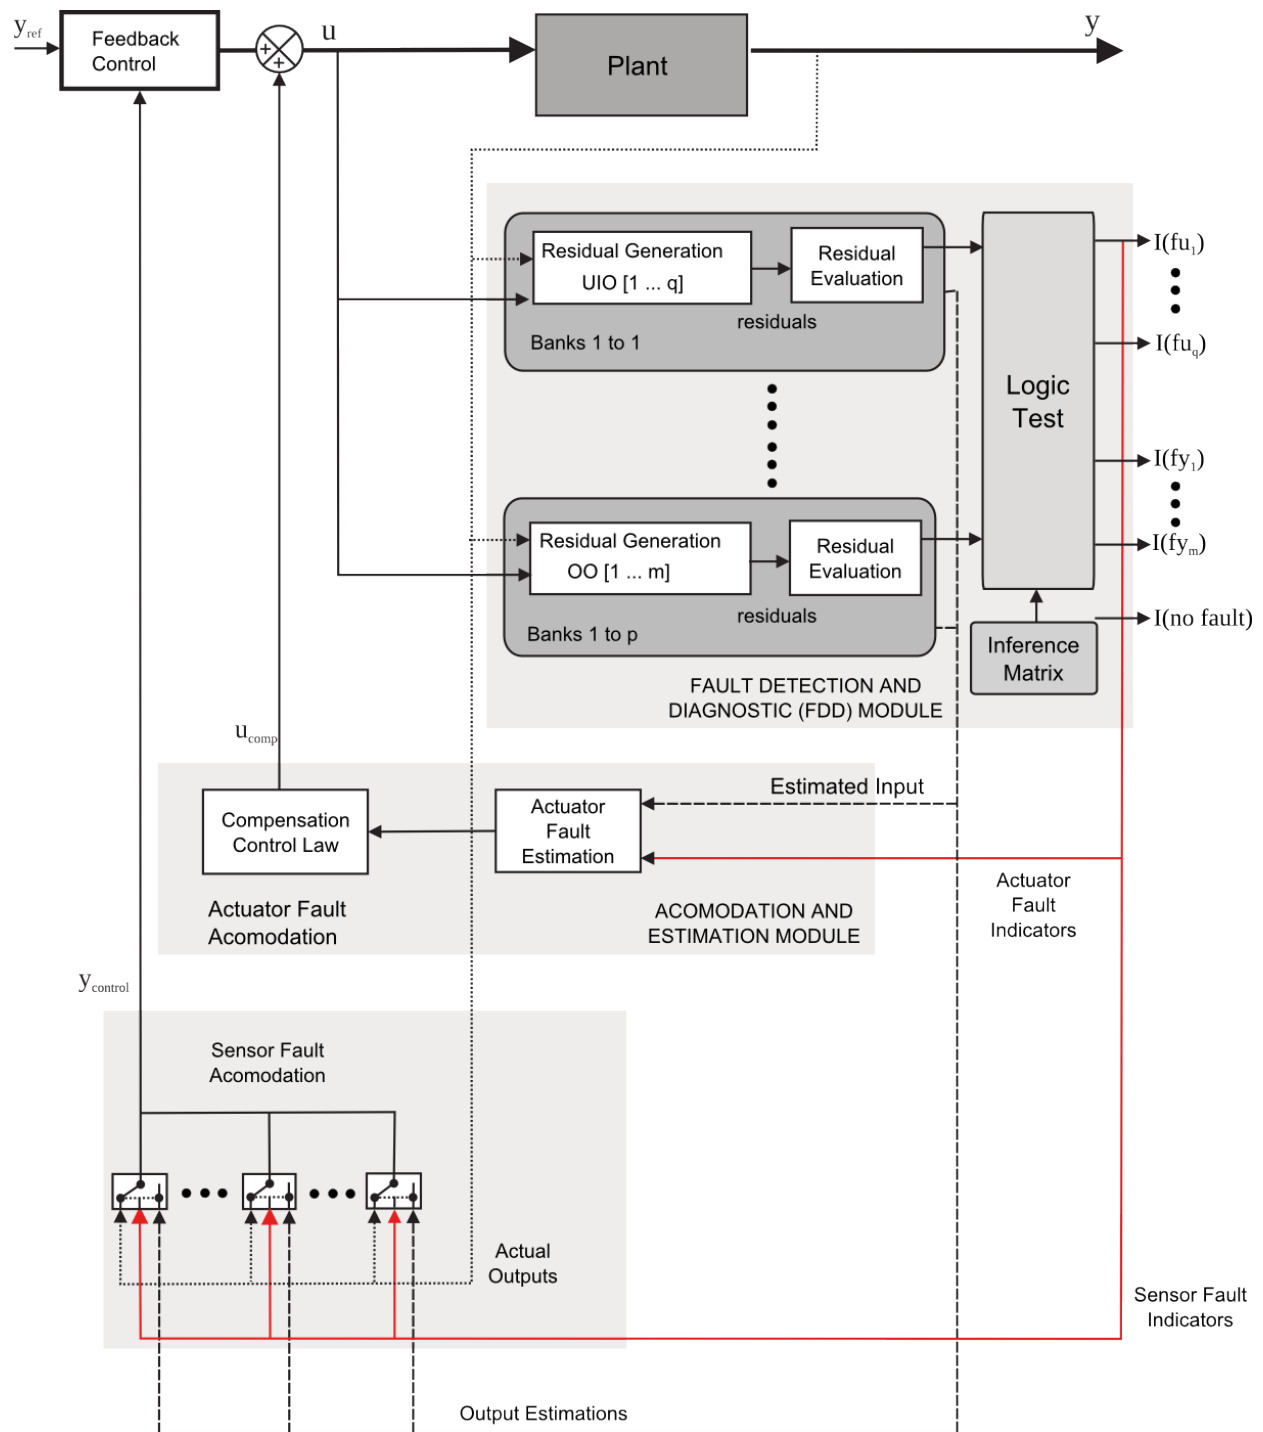 y_ref
Feedback
Control
+
+
u
Plant
y
Residual Generation
UIO [1 ... q]
Residual
Evaluation
residuals
Banks 1 to 1
Logic
Test
I(fu_1)
I(fu_q)
I(fy_1)
I(fy_m)
I(no fault)
Residual Generation
OO [1 ... m]
Residual
Evaluation
residuals
Banks 1 to p
Inference
Matrix
FAULT DETECTION AND
DIAGNOSTIC (FDD) MODULE
u_comp
Compensation
Control Law
Actuator
Fault
Estimation
Estimated Input
Actuator Fault
Acomodation
ACOMODATION AND
ESTIMATION MODULE
Actuator
Fault
Indicators
y_control
Sensor Fault
Acomodation
Actual
Outputs
Sensor Fault
Indicators
Output Estimations